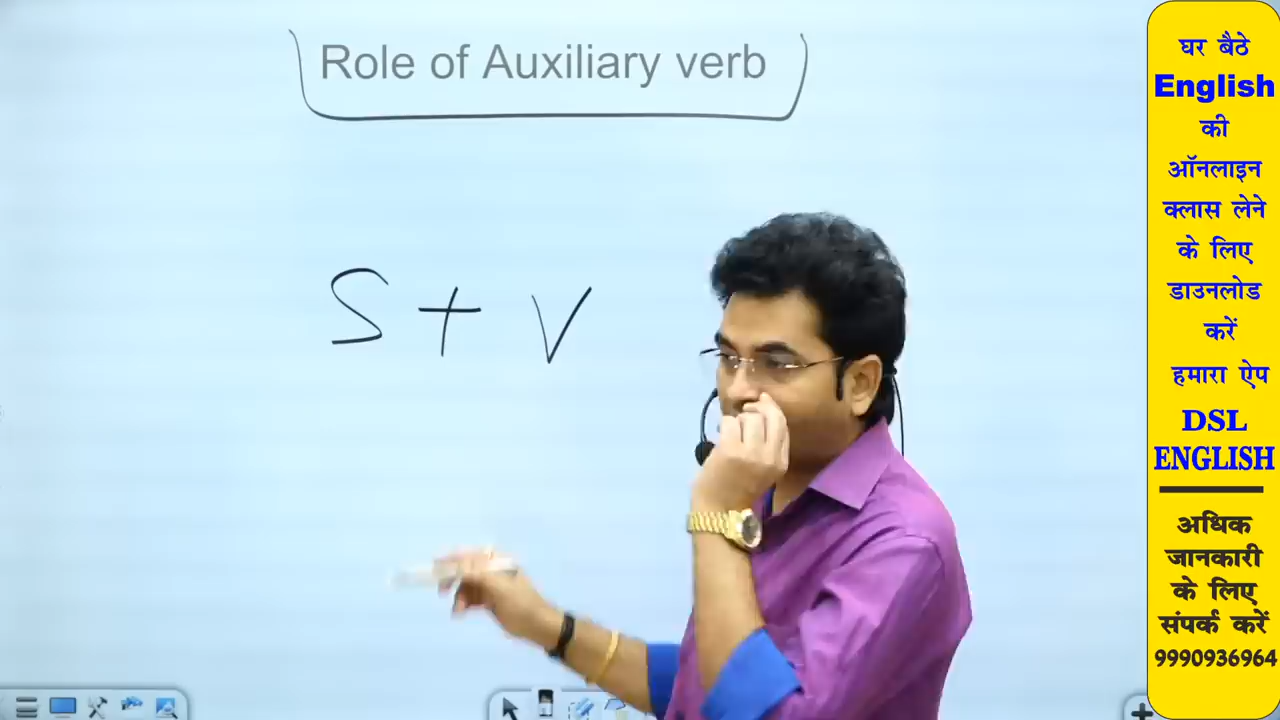 Role of Auxiliary verb
S + V
घर बैठे
English
की
ऑनलाइन
क्लास लेने
के लिए
डाउनलोड
करें
हमारा ऐप
DSL
ENGLISH
अधिक
जानकारी
के लिए
संपर्क करें
9990936964